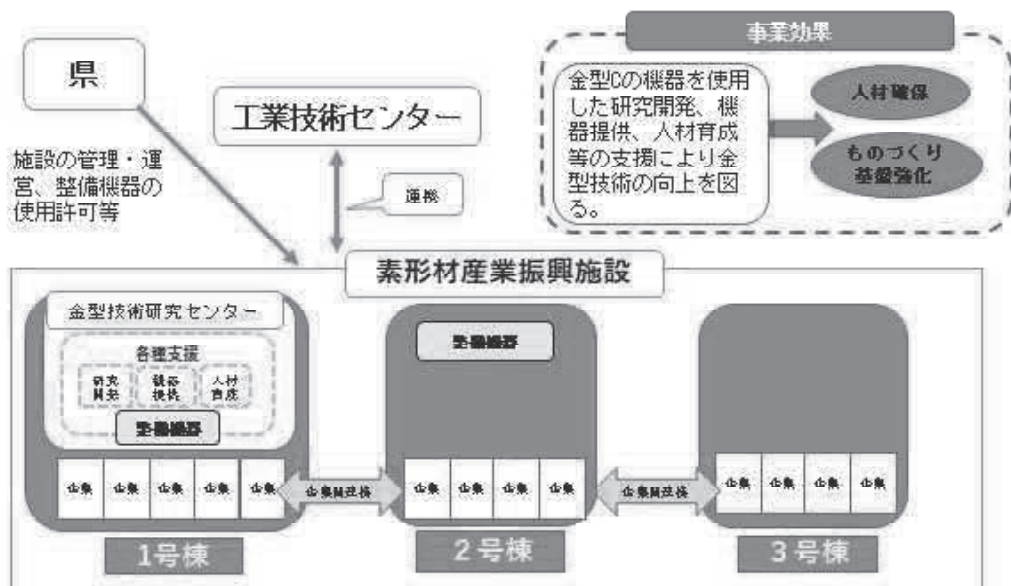 事業効果
県
工業技術センター
金型Cの機器を使用
した研究開発、機
器提供、人材育成
等の支援により金
型技術の向上を図
る。
人材確保
ものづくり
基盤強化
施設の管理・運
営、整備機器の
使用許可等
連携
素形材産業振興施設
金型技術研究センター
各種支援
研究
開発
機器
提供
人材
育成
整備機器
整備機器
企業 企業 企業 企業 企業
企業間連携
企業 企業 企業 企業
企業間連携
企業 企業 企業 企業
1号棟
2号棟
3号棟